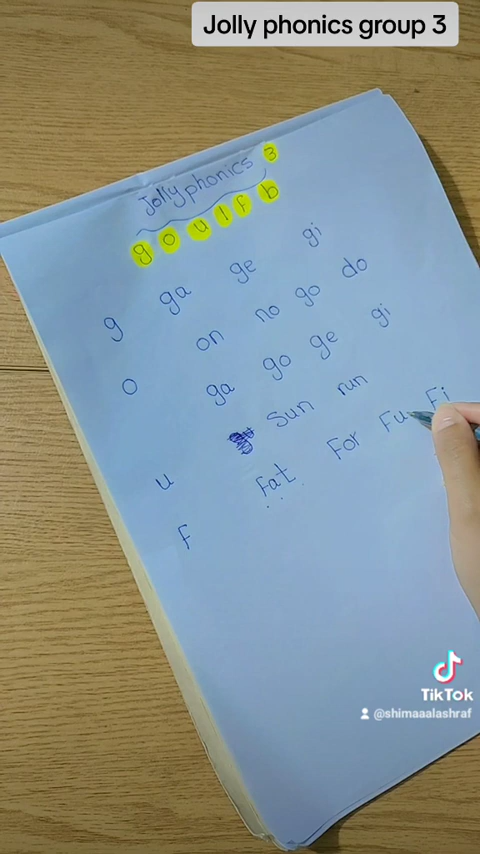 Jolly phonics group 3
Jolly phonics 3
g o u l f b
g ga ge gi
on no go do
o ga go ge gi
Sun run
u Fat For Fu Fi
F
TikTok
@shimaaalashraf